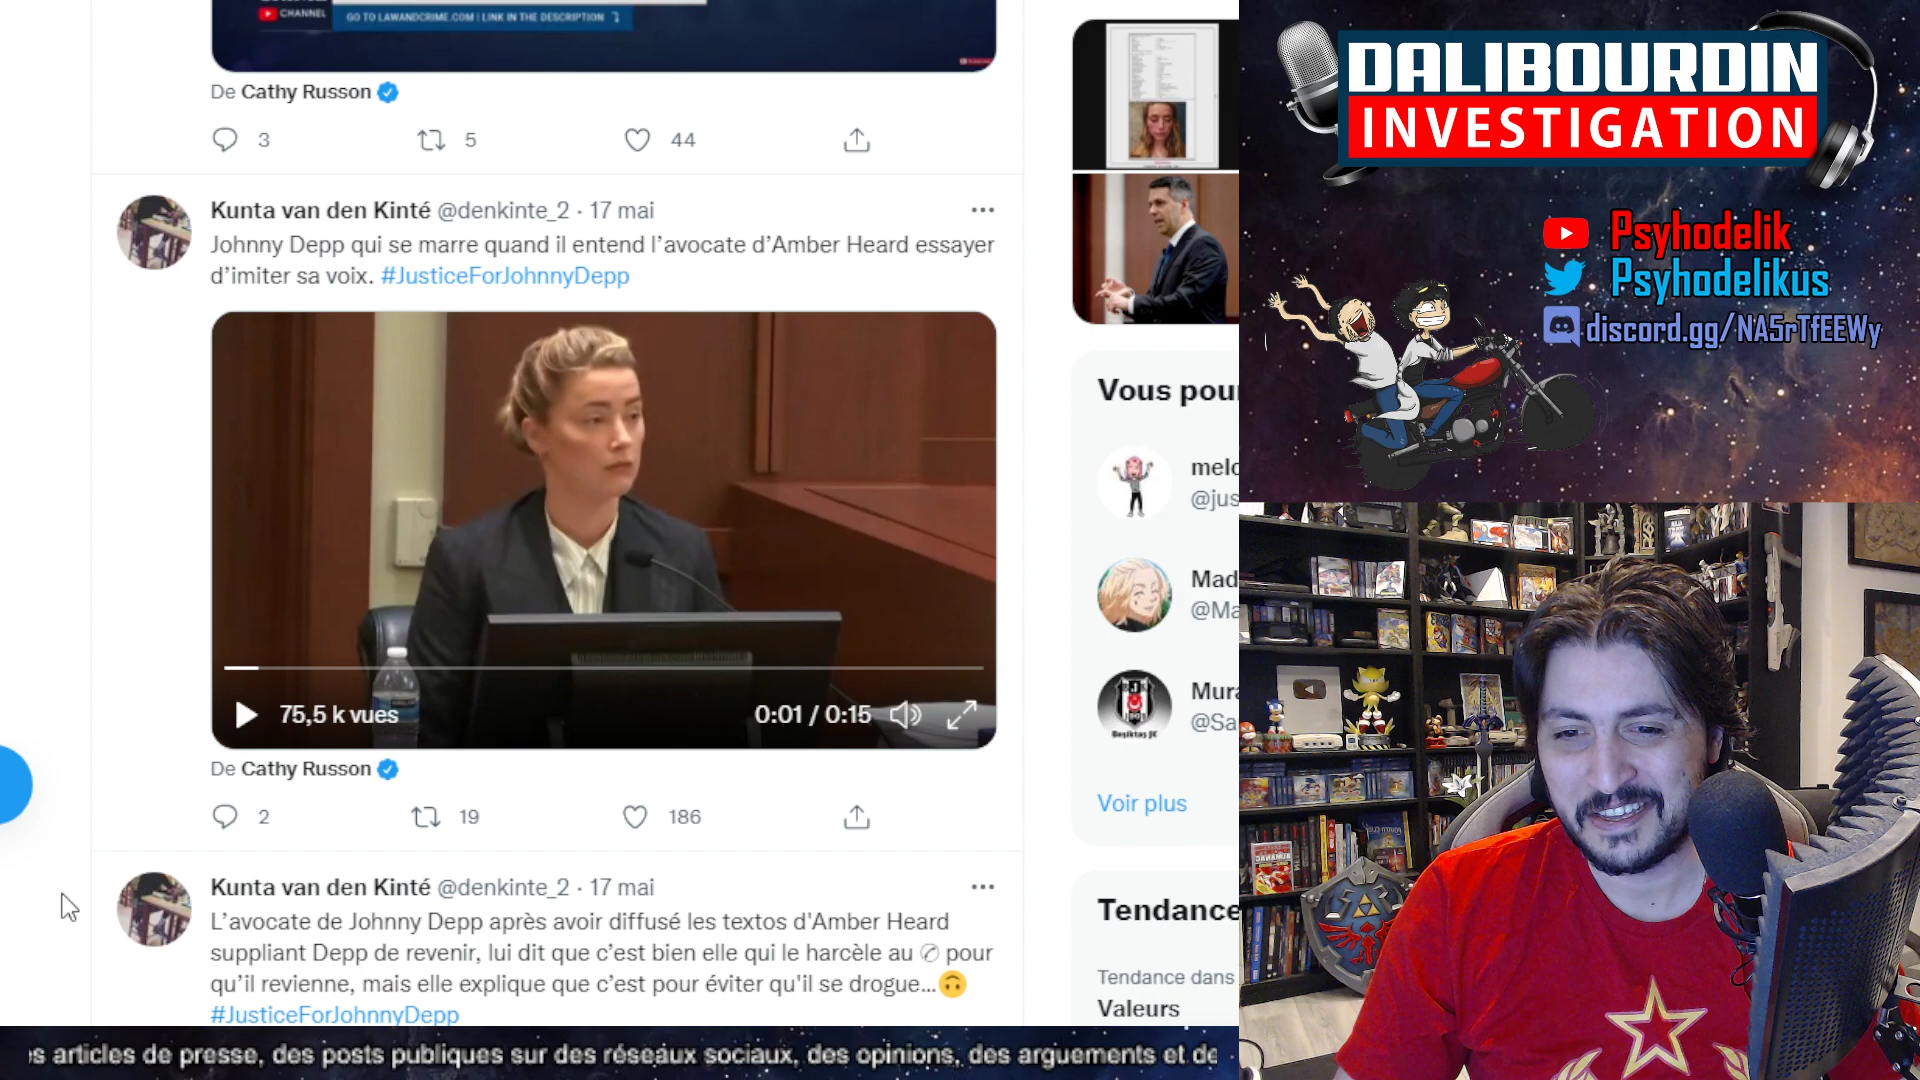 CHANNEL
GO TO LAWANDCRIME.COM | LINK IN THE DESCRIPTION
De Cathy Russon
3 5 44
Kunta van den Kinté @denkinte_2 · 17 mai
Johnny Depp qui se marre quand il entend l’avocate d’Amber Heard essayer
d’imiter sa voix. #JusticeForJohnnyDepp
75,5 k vues 0:01 / 0:15
De Cathy Russon
2 19 186
Kunta van den Kinté @denkinte_2 · 17 mai
L’avocate de Johnny Depp après avoir diffusé les textos d'Amber Heard
suppliant Depp de revenir, lui dit que c’est bien elle qui le harcèle au pour
qu’il revienne, mais elle explique que c’est pour éviter qu'il se drogue...🙃
#JusticeForJohnnyDepp
Vous pour
melo
@jus
Mad
@Ma
BJK
Beşiktaş JK
Mura
@Sa
Voir plus
Tendance
Tendance dans
Valeurs
DALIBOURDIN
INVESTIGATION
Psyhodelik
Psyhodelikus
discord.gg/NA5rTfEEWy
es articles de presse, des posts publiques sur des réseaux sociaux, des opinions, des arguements et de